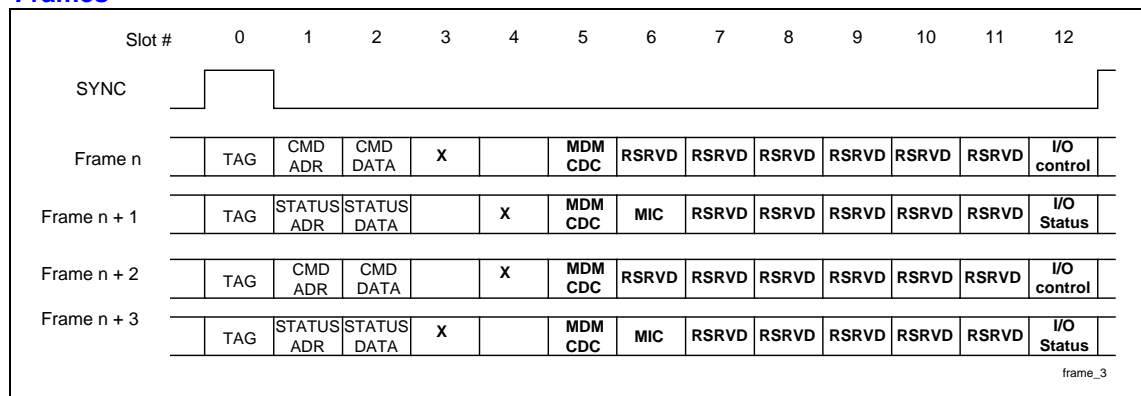 Frames
Slot # 0 1 2 3 4 5 6 7 8 9 10 11 12
SYNC
Frame n TAG CMD ADR CMD DATA X MDM CDC RSRVD RSRVD RSRVD RSRVD RSRVD RSRVD I/O control
Frame n + 1 TAG STATUS ADR STATUS DATA X MDM CDC MIC RSRVD RSRVD RSRVD RSRVD RSRVD I/O Status
Frame n + 2 TAG CMD ADR CMD DATA X MDM CDC RSRVD RSRVD RSRVD RSRVD RSRVD RSRVD I/O control
Frame n + 3 TAG STATUS ADR STATUS DATA X MDM CDC MIC RSRVD RSRVD RSRVD RSRVD RSRVD I/O Status
frame_3